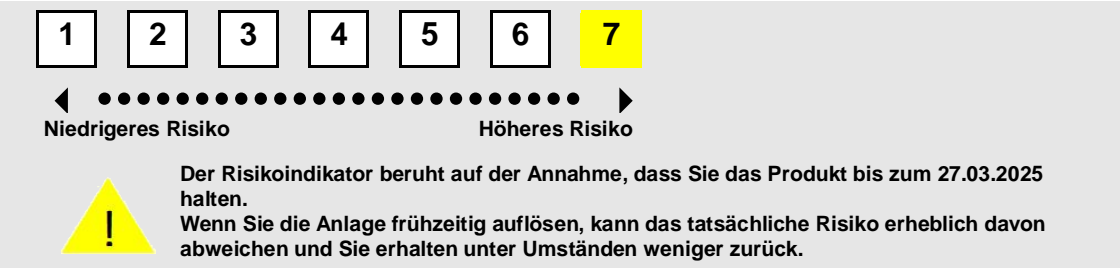 1 2 3 4 5 6 7
Niedrigeres Risiko Höheres Risiko
Der Risikoindikator beruht auf der Annahme, dass Sie das Produkt bis zum 27.03.2025
halten.
Wenn Sie die Anlage frühzeitig auflösen, kann das tatsächliche Risiko erheblich davon
abweichen und Sie erhalten unter Umständen weniger zurück.
!